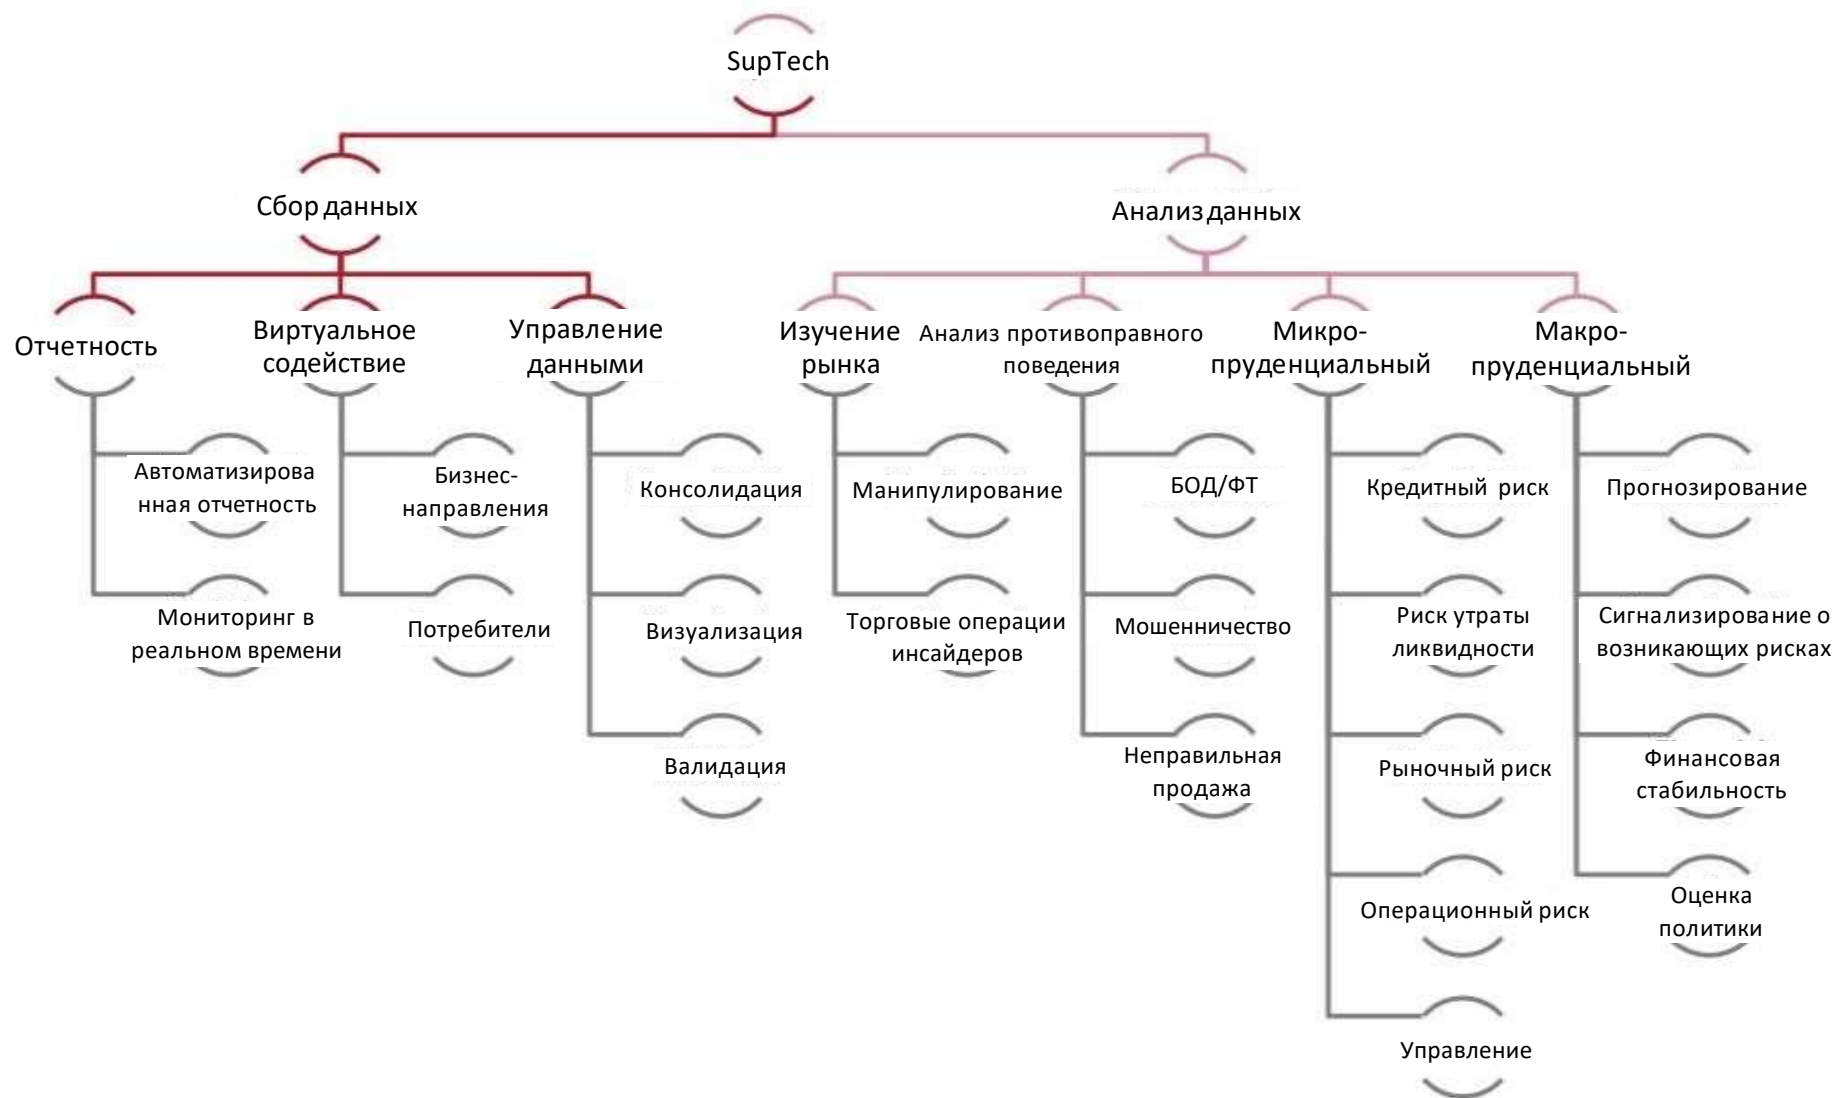 SupTech
Сбор данных
Анализ данных
Отчетность
Виртуальное
содействие
Управление
данными
Изучение
рынка
Анализ противоправного
поведения
Микро-
пруденциальный
Макро-
пруденциальный
Автоматизирова
нная отчетность
Мониторинг в
реальном времени
Бизнес-
направления
Потребители
Консолидация
Визуализация
Валидация
Манипулирование
Торговые операции
инсайдеров
БОД/ФТ
Мошенничество
Неправильная
продажа
Кредитный риск
Риск утраты
ликвидности
Рыночный риск
Операционный риск
Управление
Прогнозирование
Сигнализирование о
возникающих рисках
Финансовая
стабильность
Оценка
политики